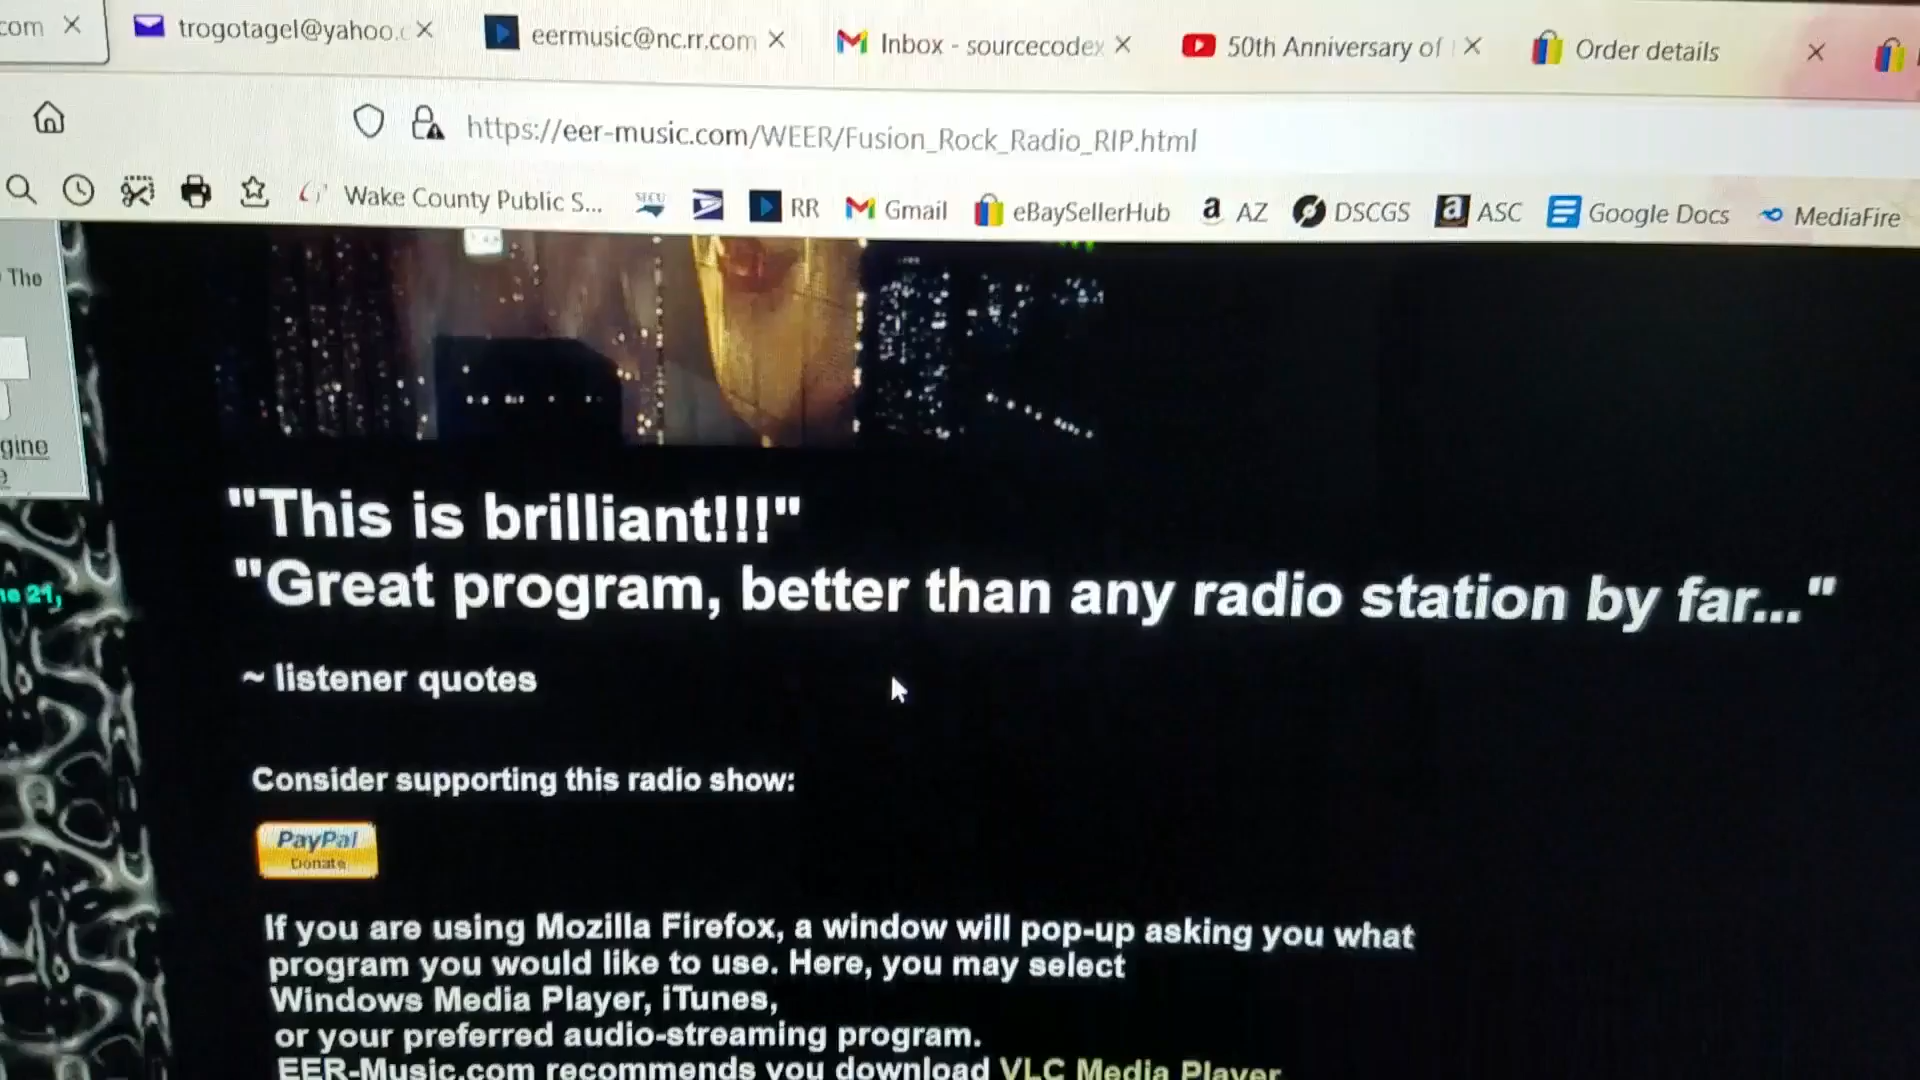 com
trogotagel@yahoo.c
eermusic@nc.rr.com
Inbox - sourcecodex
50th Anniversary of
Order details
https://eer-music.com/WEER/Fusion_Rock_Radio_RIP.html
Wake County Public S...
SECU
RR
Gmail
eBaySellerHub
a AZ
DSCGS
a ASC
Google Docs
MediaFire
The
gine
e
21,
"This is brilliant!!!"
"Great program, better than any radio station by far..."
~ listener quotes
Consider supporting this radio show:
PayPal
Donate
If you are using Mozilla Firefox, a window will pop-up asking you what
program you would like to use. Here, you may select
Windows Media Player, iTunes,
or your preferred audio-streaming program.
EER-Music.com recommends you download VLC Media Player